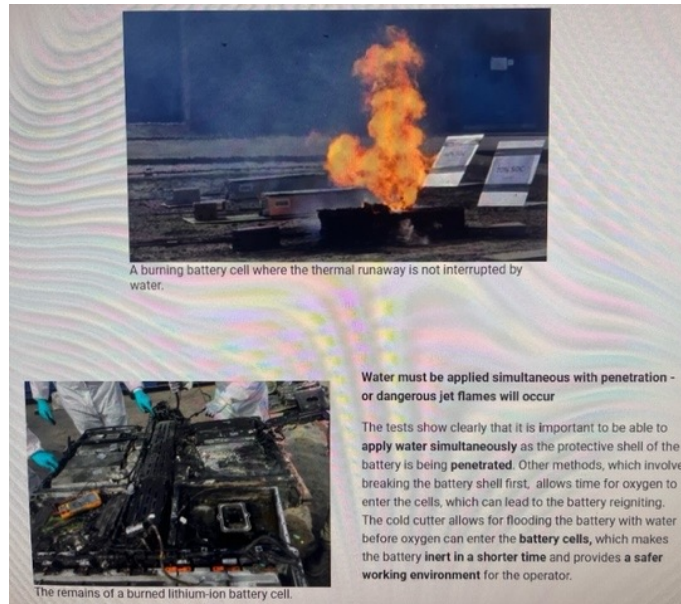 A burning battery cell where the thermal runaway is not interrupted by
water.
Water must be applied simultaneous with penetration -
or dangerous jet flames will occur
The tests show clearly that it is important to be able to
apply water simultaneously as the protective shell of the
battery is being penetrated. Other methods, which involve
breaking the battery shell first, allows time for oxygen to
enter the cells, which can lead to the battery reigniting.
The cold cutter allows for flooding the battery with water
before oxygen can enter the battery cells, which makes
the battery inert in a shorter time and provides a safer
working environment for the operator.
The remains of a burned lithium-ion battery cell.